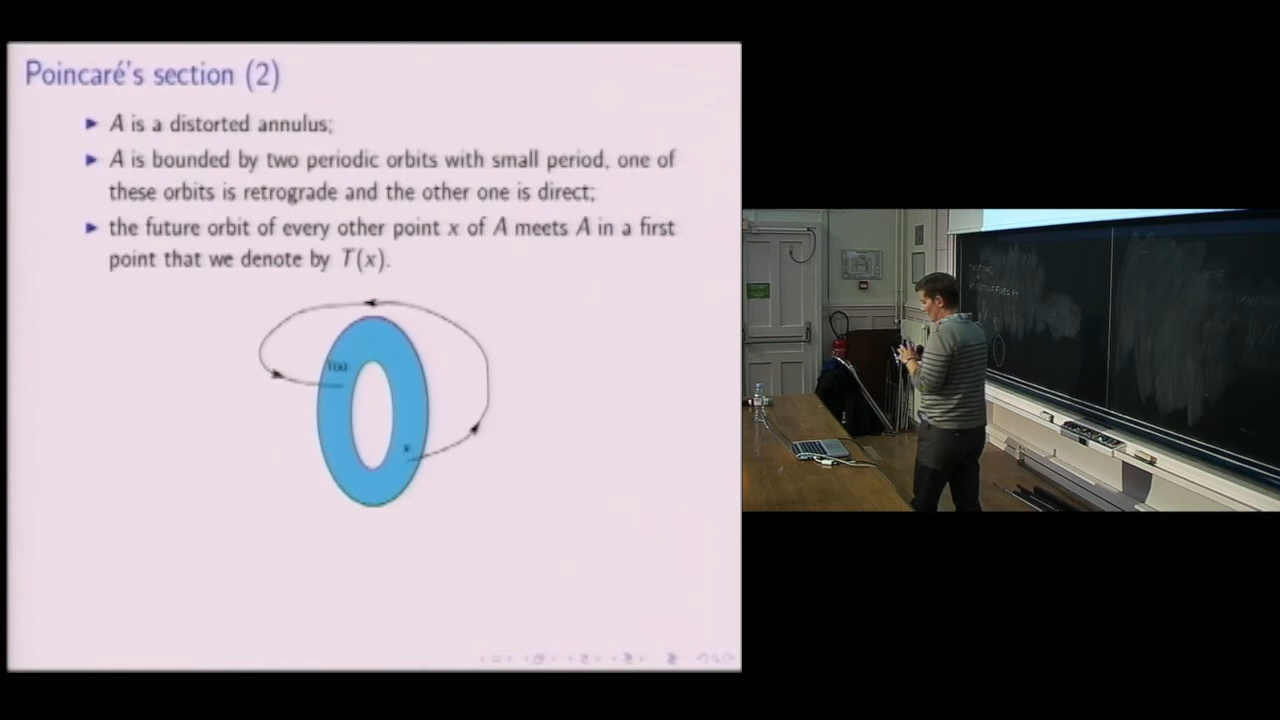 Poincaré's section (2)
A is a distorted annulus;
A is bounded by two periodic orbits with small period, one of
these orbits is retrograde and the other one is direct;
the future orbit of every other point x of A meets A in a first
point that we denote by T(x).
T(x)
x